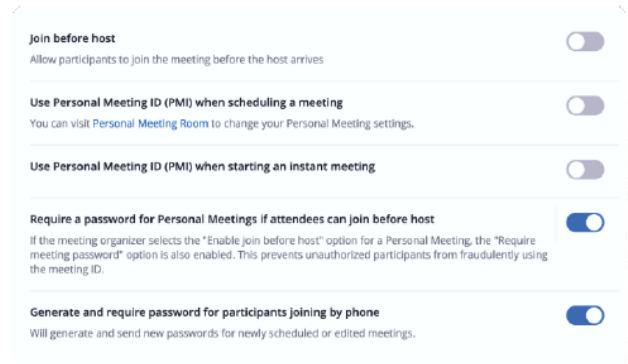 Join before host
Allow participants to join the meeting before the host arrives
Use Personal Meeting ID (PMI) when scheduling a meeting
You can visit Personal Meeting Room to change your Personal Meeting settings.
Use Personal Meeting ID (PMI) when starting an instant meeting
Require a password for Personal Meetings if attendees can join before host
If the meeting organizer selects the "Enable join before host" option for a Personal Meeting, the "Require
meeting password" option is also enabled. This prevents unauthorized participants from fraudulently using
the meeting ID.
Generate and require password for participants joining by phone
Will generate and send new passwords for newly scheduled or edited meetings.